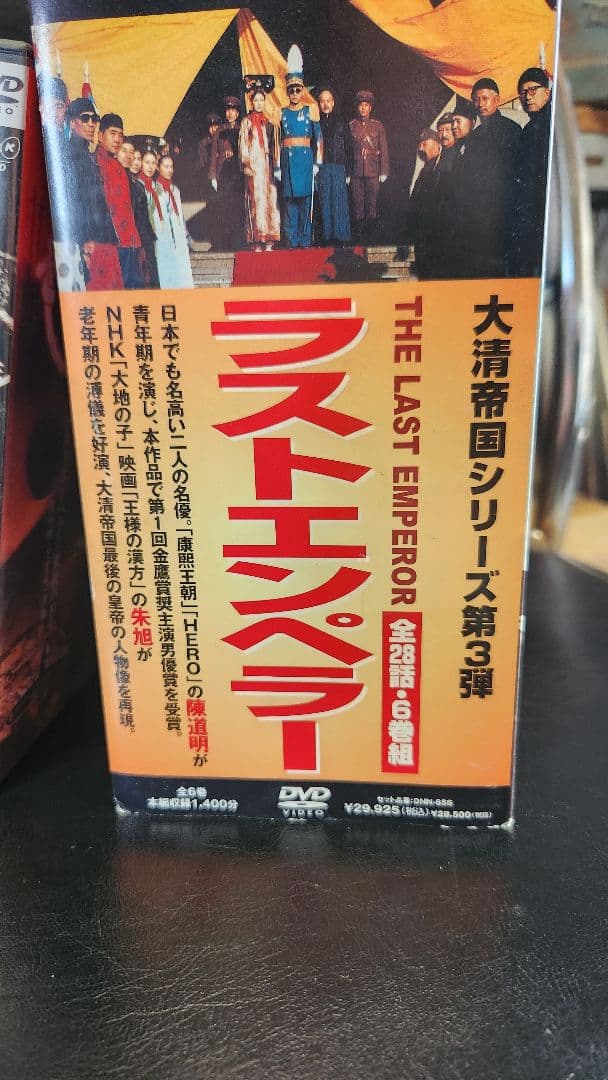 大清帝国シリーズ第3弾
THE LAST EMPEROR
全28話・6巻組
ラストエンペラー
日本でも名高い二人の名優。「康熙王朝」「HERO」の陳道明が
青年期を演じ、本作品で第1回金鷹賞奨主演男優賞を受賞。
NHK「大地の子」映画「王様の漢方」の朱旭が
老年期の溥儀を好演、大清帝国最後の皇帝の人物像を再現。
全6巻
本編収録1,400分
DVD
VIDEO
セット品番:DNN-656
¥29,925(税込) ¥28,500(税抜)
VIDEO